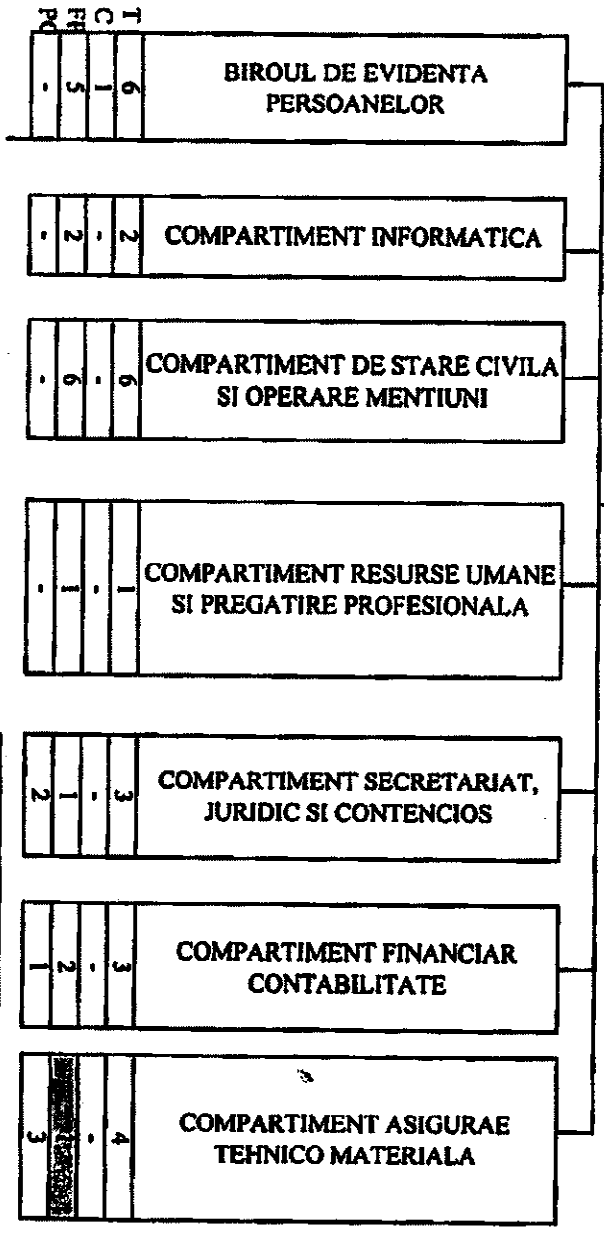 T
C
BIROUL DE EVIDENTA
PERSOANELOR
6
1
5
-
COMPARTIMENT INFORMATICA
2
-
2
-
COMPARTIMENT DE STARE CIVILA
SI OPERARE MENTIUNI
6
-
6
-
COMPARTIMENT RESURSE UMANE
SI PREGATIRE PROFESIONALA
1
-
1
-
COMPARTIMENT SECRETARIAT,
JURIDIC SI CONTENCIOS
3
-
1
2
COMPARTIMENT FINANCIAR
CONTABILITATE
3
-
2
1
COMPARTIMENT ASIGURAE
TEHNICO MATERIALA
4
-
3